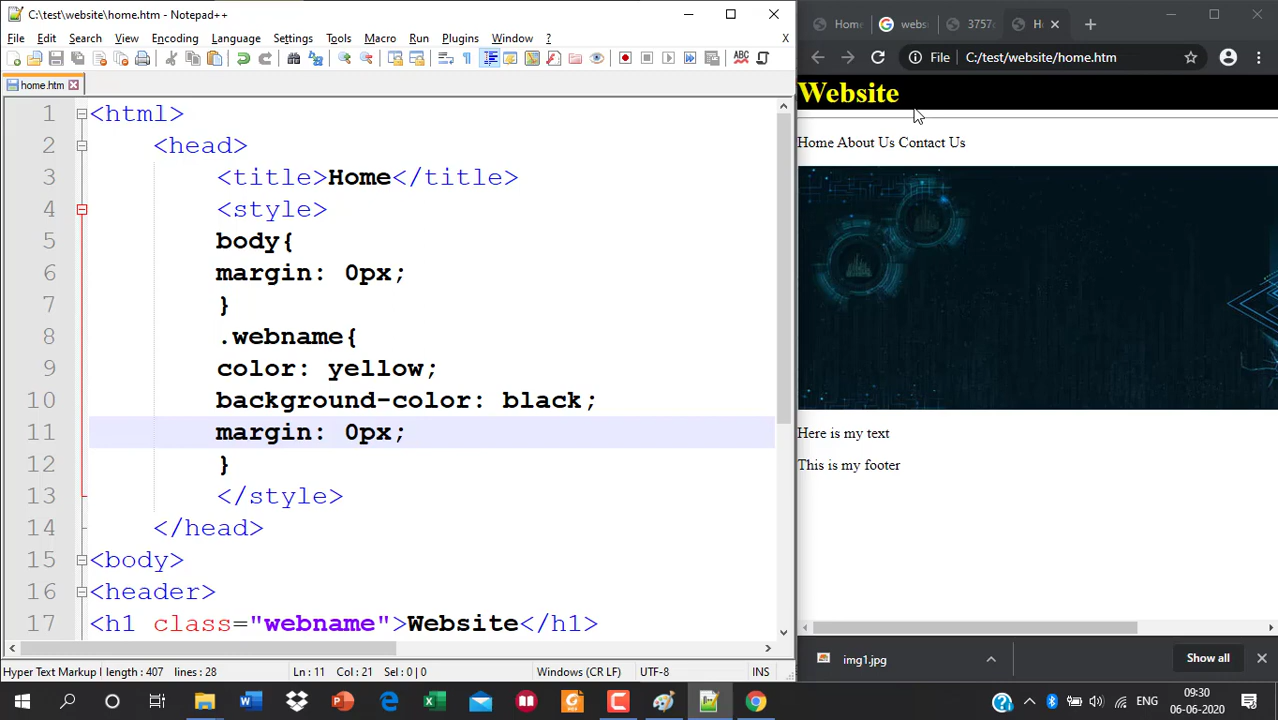 C:\test\website\home.htm - Notepad++
File Edit Search View Encoding Language Settings Tools Macro Run Plugins Window ? X
home.htm
1 <html>
2 <head>
3 <title>Home</title>
4 <style>
5 body{
6 margin: 0px;
7 }
8 .webname{
9 color: yellow;
10 background-color: black;
11 margin: 0px;
12 }
13 </style>
14 </head>
15 <body>
16 <header>
17 <h1 class="webname">Website</h1>
Hyper Text Markup l length : 407 lines : 28 Ln : 11 Col : 21 Sel : 0 | 0 Windows (CR LF) UTF-8 INS
Home websi 3757 Ho
File C:/test/website/home.htm
Website
Home About Us Contact Us
Here is my text
This is my footer
img1.jpg Show all
ENG 09:30
06-06-2020